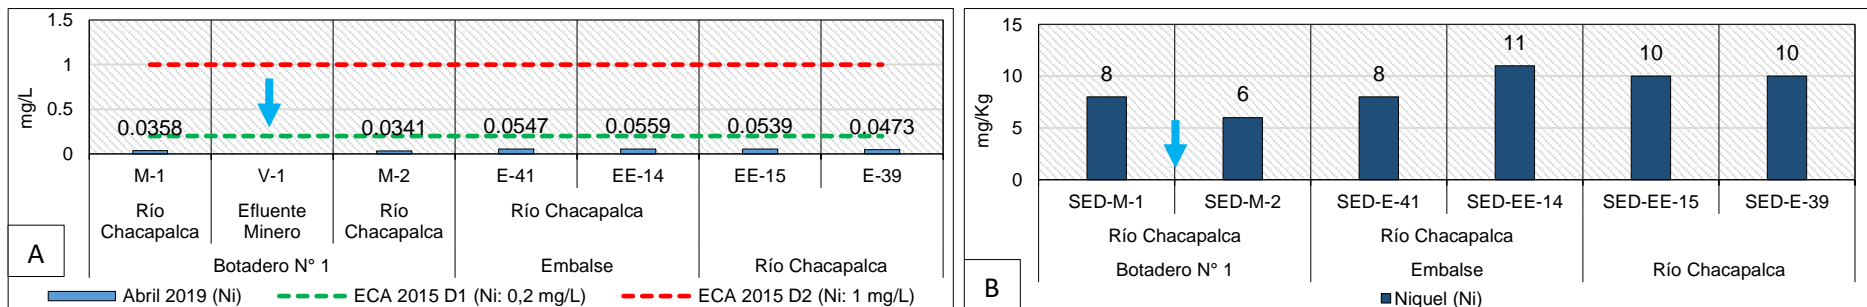 1.5
1
0.5
0
mg/L
0.0358
0.0341
0.0547
0.0559
0.0539
0.0473
M-1
V-1
M-2
E-41
EE-14
EE-15
E-39
Río
Chacapalca
Efluente
Minero
Río
Chacapalca
Río Chacapalca
Botadero N° 1
Embalse
Río Chacapalca
A
Abril 2019 (Ni)
ECA 2015 D1 (Ni: 0,2 mg/L)
ECA 2015 D2 (Ni: 1 mg/L)
15
10
5
0
mg/Kg
8
6
8
11
10
10
SED-M-1
SED-M-2
SED-E-41
SED-EE-14
SED-EE-15
SED-E-39
Río Chacapalca
Río Chacapalca
Botadero N° 1
Embalse
Río Chacapalca
B
Niquel (Ni)